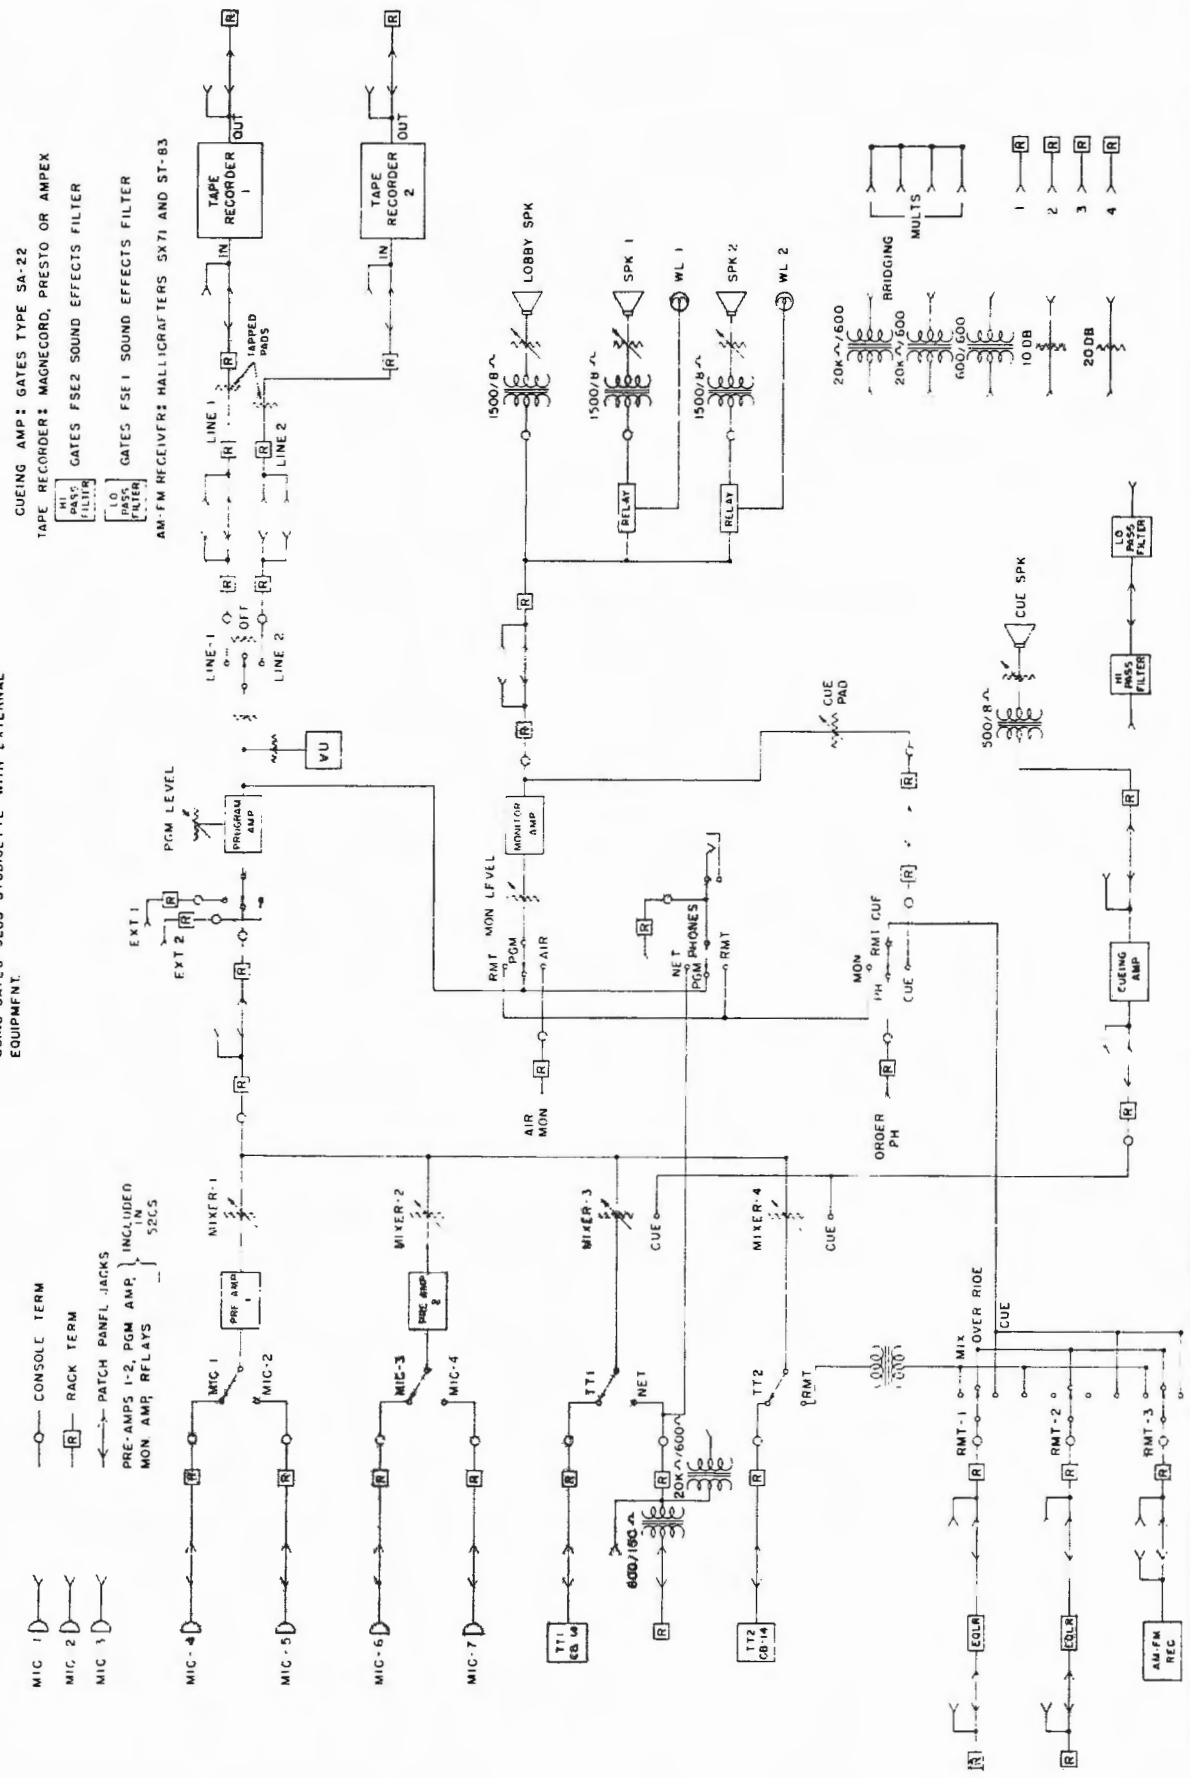 USING GATES 52CS STUDIOETTE WITH EXTERNAL
EQUIPMENT.
CUEING AMP: GATES TYPE SA-22
TAPE RECORDER: MAGNECORD, PRESTO OR AMPEX
HI PASS FILTER
GATES FSE2 SOUND EFFECTS FILTER
LO PASS FILTER
GATES FSE1 SOUND EFFECTS FILTER
AM-FM RECEIVER: HALLICRAFTERS SX71 AND ST-83
MIC 1
MIC 2
MIC 3
CONSOLE TERM
R
RACK TERM
PATCH PANEL JACKS
PRE-AMPS 1-2, PGM AMP,
MON. AMP, RELAYS
INCLUDED
IN
52CS
MIC-4
R
MIC-1
MIC-2
MIC-5
R
PRE AMP
1
MIXER-1
R
R
EXT 1
R
EXT 2
R
PGM LEVEL
PROGRAM
AMP
VU
LINE-1
OFF
LINE 2
R
R
R
R
LINE 1
LINE 2
TAPPED
PADS
R
R
IN
TAPE
RECORDER
1
OUT
R
IN
TAPE
RECORDER
2
OUT
R
MIC-6
R
MIC-3
MIC-4
MIC-7
R
PRE AMP
2
MIXER-2
AIR
MON
R
RMT
PGM
AIR
MON LEVEL
MONITOR
AMP
R
R
1500/8 Ω
LOBBY SPK
RELAY
1500/8 Ω
SPK 1
WL 1
RELAY
1500/8 Ω
SPK 2
WL 2
TT1
R
TT1
NET
MIXER-3
CUE
R
R
20K Ω/600 Ω
NET
PGM
RMT
PHONES
R
TT2
GB-14
R
TT2
RMT
MIXER-4
CUE
ORDER
PH
R
MON
PH
CUE
RMT CUE
R
R
CUE
PAD
20K Ω/600
20K Ω/600
600/600
10 DB
20 DB
BRIDGING
MULTS
1
R
2
R
3
R
4
R
R
EQLR
R
RMT-1
MIX
OVER RIDE
CUE
R
EQLR
R
RMT-2
AM-FM
REC
R
RMT-3
R
CUEING
AMP
R
500/8 Ω
CUE SPK
HI
PASS
FILTER
LO
PASS
FILTER